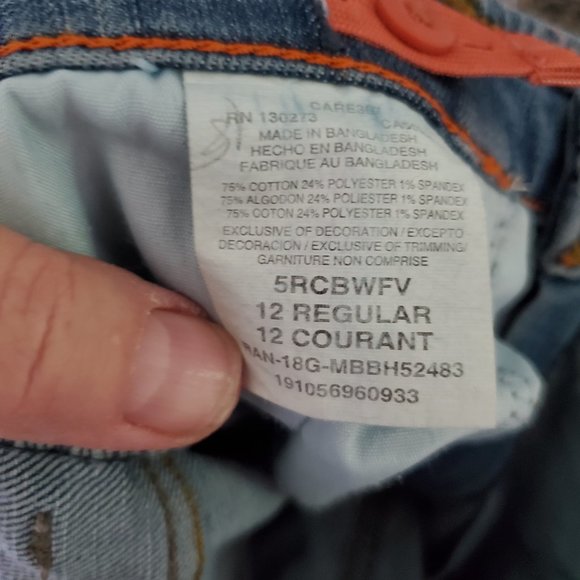 CARE39
RN 130273
MADE IN BANGLADESH
HECHO EN BANGLADESH
FABRIQUE AU BANGLADESH
75% COTTON 24% POLYESTER 1% SPANDEX
75% ALGODON 24% POLIESTER 1% SPANDEX
75% COTON 24% POLYESTER 1% SPANDEX
EXCLUSIVE OF DECORATION / EXCEPTO
DECORACION / EXCLUSIVE OF TRIMMING/
GARNITURE NON COMPRISE
5RCBWFV
12 REGULAR
12 COURANT
RAN-18G-MBBH52483
191056960933